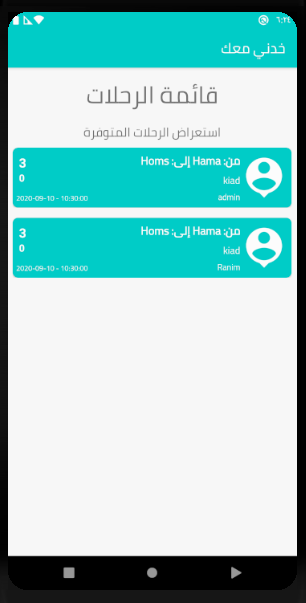 ٦:٢٤
خدني معك
قائمة الرحلات
استعراض الرحلات المتوفرة
من: Hama إلى: Homs
3
kiad
0
admin
2020-09-10 - 10:30:00
من: Hama إلى: Homs
3
kiad
0
Ranim
2020-09-10 - 10:30:00